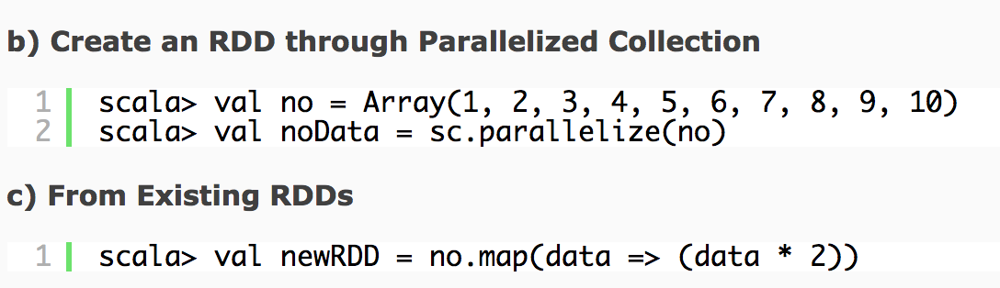 b) Create an RDD through Parallelized Collection
1 scala> val no = Array(1, 2, 3, 4, 5, 6, 7, 8, 9, 10)
2 scala> val noData = sc.parallelize(no)
c) From Existing RDDs
1 scala> val newRDD = no.map(data => (data * 2))